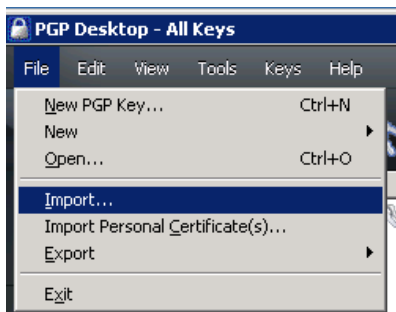 PGP Desktop - All Keys
File Edit View Tools Keys Help
New PGP Key... Ctrl+N
New
Open... Ctrl+O
Import...
Import Personal Certificate(s)...
Export
Exit